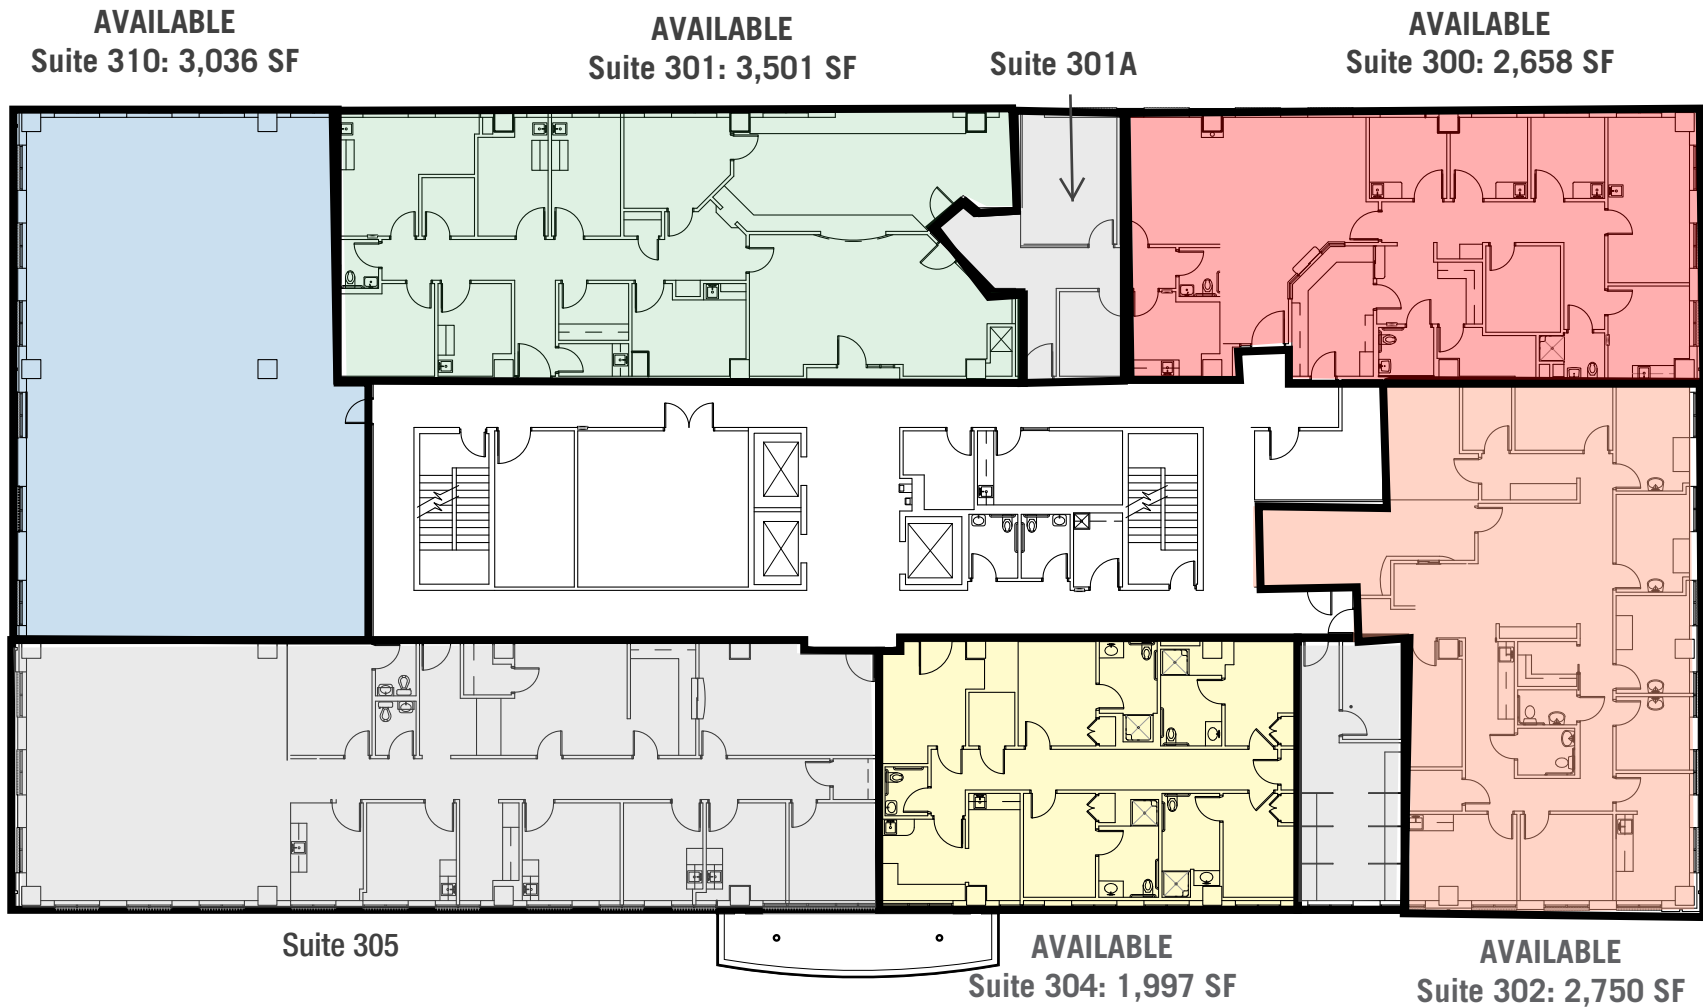 AVAILABLE
Suite 310: 3,036 SF
AVAILABLE
Suite 301: 3,501 SF
Suite 301A
AVAILABLE
Suite 300: 2,658 SF
Suite 305
AVAILABLE
Suite 304: 1,997 SF
AVAILABLE
Suite 302: 2,750 SF